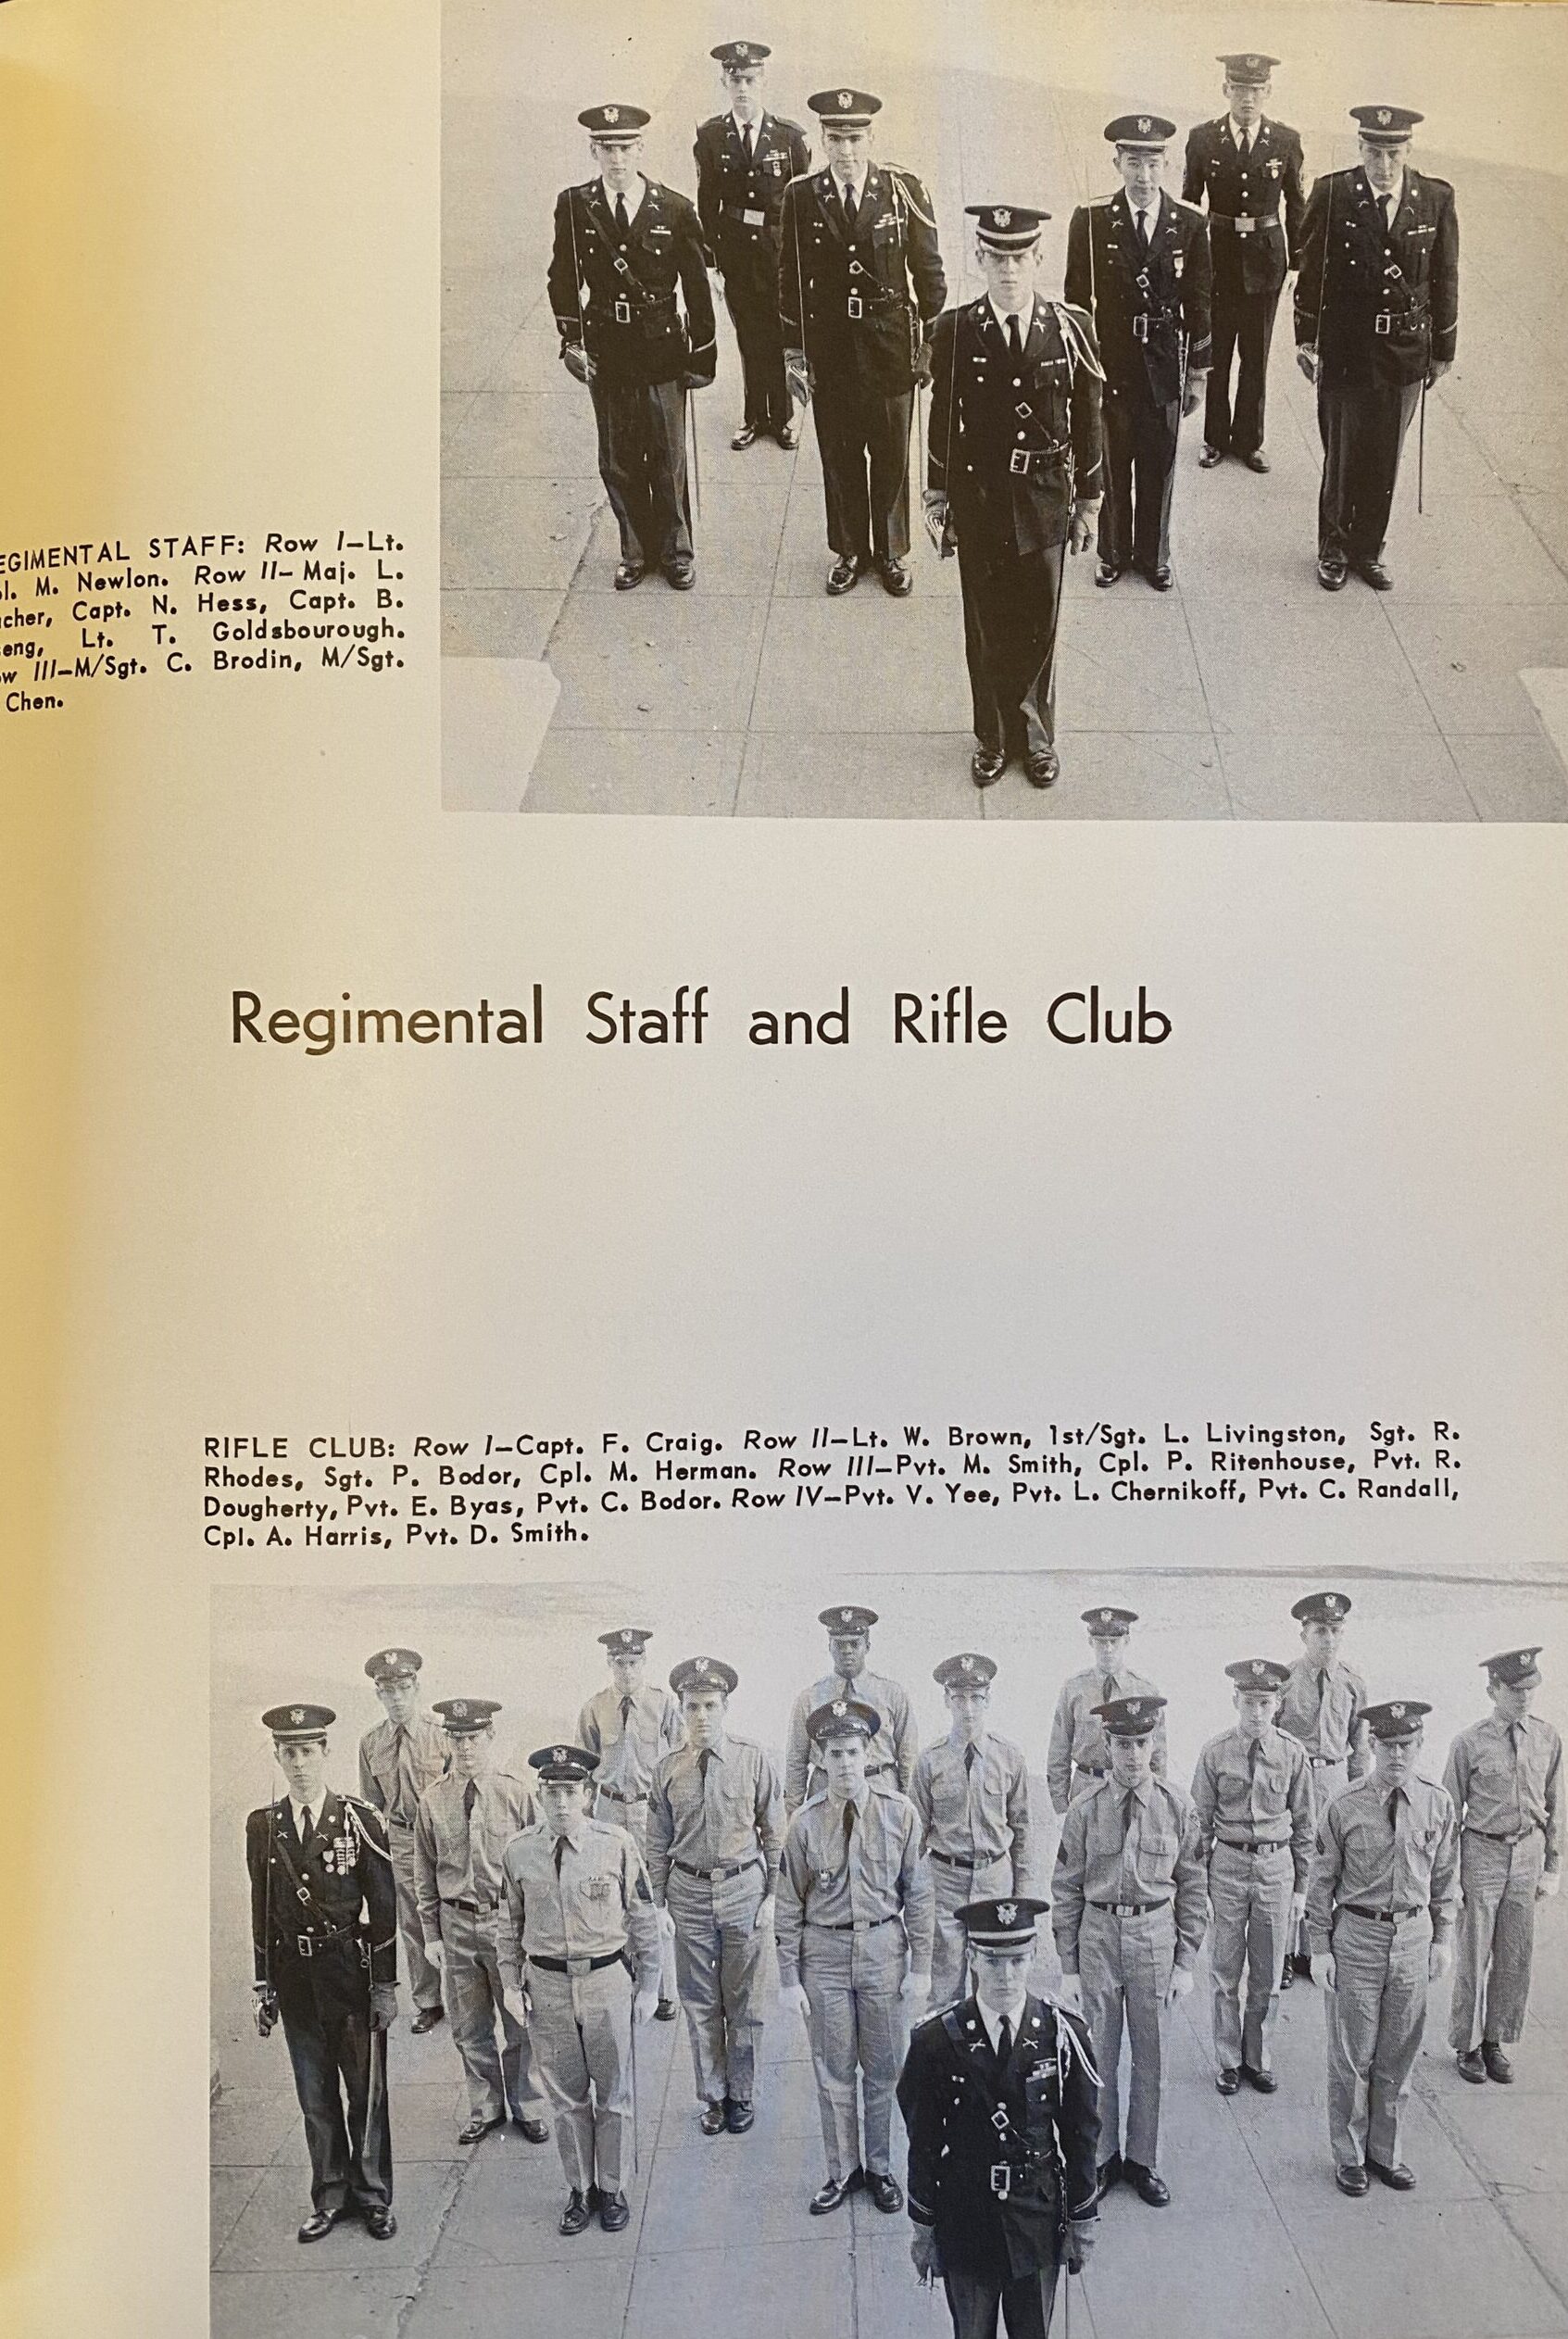 EGIMENTAL STAFF: Row I—Lt.
ol. M. Newlon. Row II— Maj. L.
cher, Capt. N. Hess, Capt. B.
eng, Lt. T. Goldsbourough.
ow III—M/Sgt. C. Brodin, M/Sgt.
Chen.
Regimental Staff and Rifle Club
RIFLE CLUB: Row I—Capt. F. Craig. Row II—Lt. W. Brown, 1st/Sgt. L. Livingston, Sgt. R.
Rhodes, Sgt. P. Bodor, Cpl. M. Herman. Row III—Pvt. M. Smith, Cpl. P. Ritenhouse, Pvt. R.
Dougherty, Pvt. E. Byas, Pvt. C. Bodor. Row IV—Pvt. V. Yee, Pvt. L. Chernikoff, Pvt. C. Randall,
Cpl. A. Harris, Pvt. D. Smith.